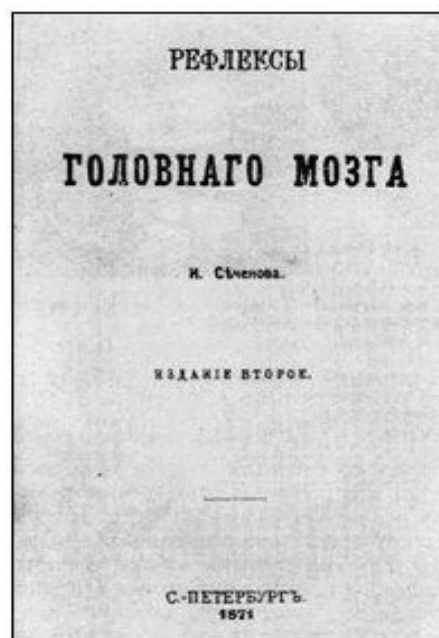 РЕФЛЕКСЫ
ГОЛОВНАГО МОЗГА
И. Сѣченова.
ИЗДАНІЕ ВТОРОЕ.
С.-ПЕТЕРБУРГЪ.
1871